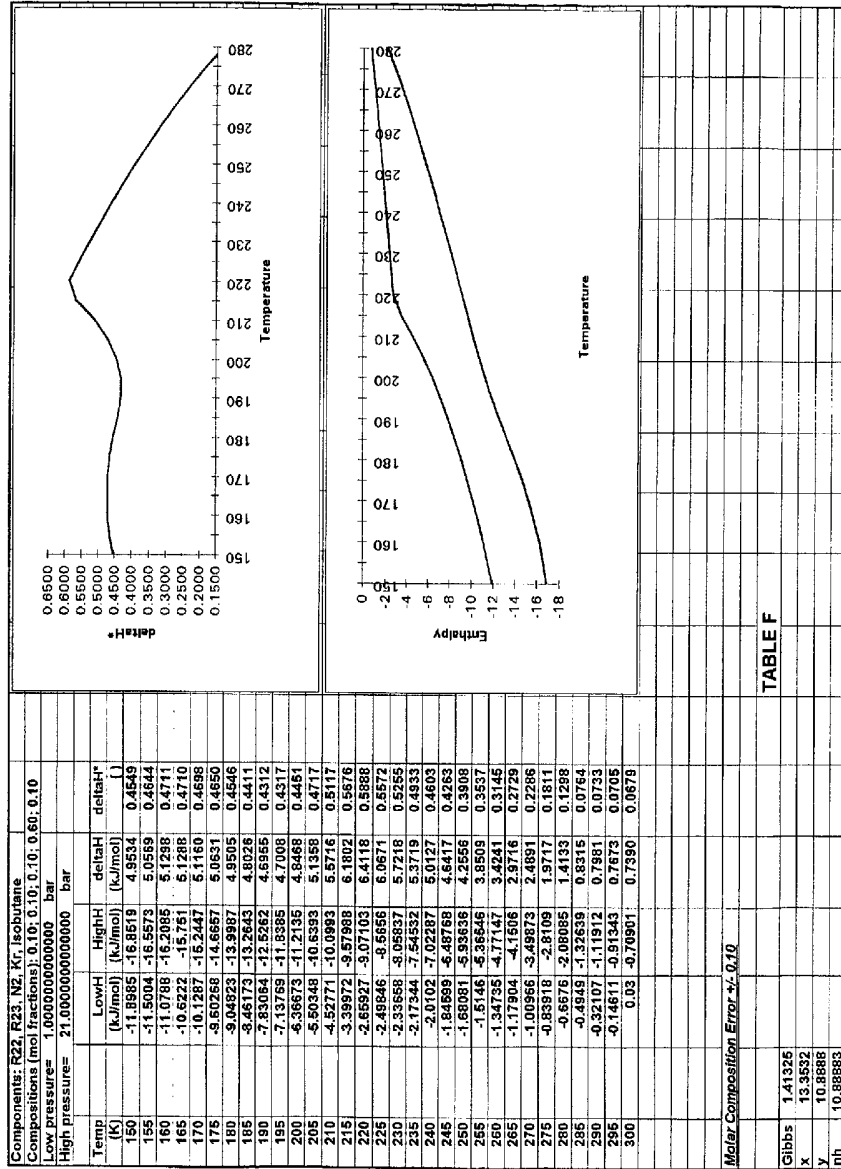 Components: R22, R23, N2, Kr, Isobutane
Compositions (mol fractions): 0.10; 0.10; 0.10; 0.60; 0.10
Low pressure= 1.0000000000000 bar
High pressure= 21.0000000000000 bar
Temp LowH HighH deltaH deltaH*
(K) (kJ/mol) (kJ/mol) (kJ/mol) ( )
150 -11.8985 -16.8519 4.9534 0.4549
155 -11.5004 -16.5573 5.0569 0.4644
160 -11.0788 -16.2085 5.1298 0.4711
165 -10.6222 -15.751 5.1288 0.4710
170 -10.1287 -15.2447 5.1160 0.4698
175 -9.60268 -14.6657 5.0631 0.4650
180 -9.04823 -13.9987 4.9505 0.4546
185 -8.46173 -13.2643 4.8026 0.4411
190 -7.83064 -12.5262 4.6955 0.4312
195 -7.13769 -11.8385 4.7008 0.4317
200 -6.36673 -11.2135 4.8468 0.4451
205 -5.50348 -10.6393 5.1358 0.4717
210 -4.52771 -10.0993 5.5716 0.5117
215 -3.39972 -9.57988 6.1802 0.5676
220 -2.65927 -9.07103 6.4118 0.5888
225 -2.49846 -8.5656 6.0671 0.5572
230 -2.33658 -8.05837 5.7218 0.5255
235 -2.17344 -7.54532 5.3719 0.4933
240 -2.0102 -7.02287 5.0127 0.4603
245 -1.84599 -6.48768 4.6417 0.4263
250 -1.68081 -5.93636 4.2556 0.3908
255 -1.5146 -5.36546 3.8509 0.3537
260 -1.34735 -4.77147 3.4241 0.3145
265 -1.17904 -4.1506 2.9716 0.2729
270 -1.00966 -3.49873 2.4891 0.2286
275 -0.83918 -2.8109 1.9717 0.1811
280 -0.6676 -2.08085 1.4133 0.1298
285 -0.4949 -1.32639 0.8315 0.0764
290 -0.32107 -1.11912 0.7981 0.0733
295 -0.14611 -0.91343 0.7673 0.0705
300 0.03 -0.70901 0.7390 0.0679
Molar Composition Error +/- 0.10
Gibbs 1.41325
x 13.3532
y 10.8888
nh 10.88883
deltaH*
0.6500
0.6000
0.5500
0.5000
0.4500
0.4000
0.3500
0.3000
0.2500
0.2000
0.1500
150 160 170 180 190 200 210 220 230 240 250 260 270 280
Temperature
Enthalpy
0
-2
-4
-6
-8
-10
-12
-14
-16
-18
150 160 170 180 190 200 210 220 230 240 250 260 270 280
Temperature
TABLE F